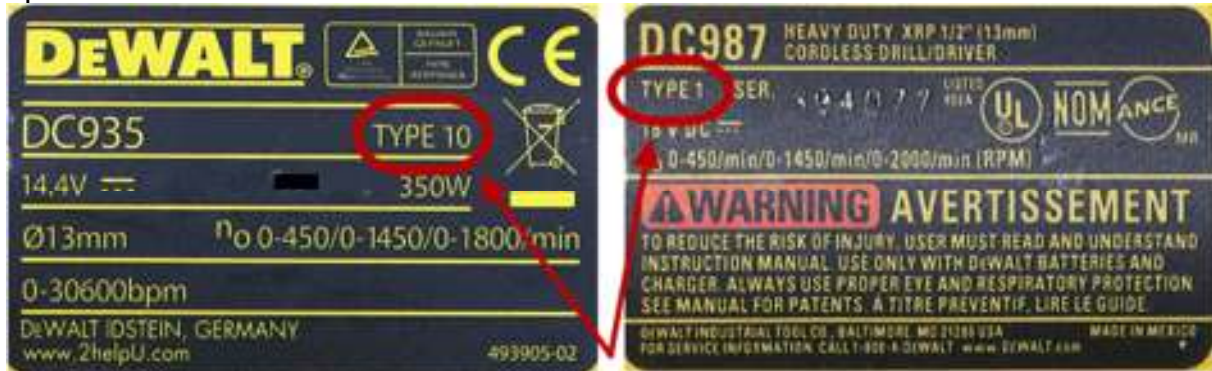 DEWALT
CE
DC935 TYPE 10
14.4V 350W
Ø13mm no 0-450/0-1450/0-1800/min
0-30600bpm
DEWALT IDSTEIN, GERMANY
www.2helpU.com 493905-02
DC987 HEAVY DUTY XRP 1/2" (13mm)
CORDLESS DRILL/DRIVER
TYPE 1 SER. LISTED UL NOM ANCE
18 V DC
0-450/min/0-1450/min/0-2000/min (RPM)
WARNING AVERTISSEMENT
TO REDUCE THE RISK OF INJURY, USER MUST READ AND UNDERSTAND
INSTRUCTION MANUAL. USE ONLY WITH DEWALT BATTERIES AND
CHARGER. ALWAYS USE PROPER EYE AND RESPIRATORY PROTECTION
SEE MANUAL FOR PATENTS. À TITRE PRÉVENTIF, LIRE LE GUIDE.
DEWALT INDUSTRIAL TOOL CO., BALTIMORE, MD 21286 USA MADE IN MEXICO
FOR SERVICE INFORMATION, CALL 1-800-4-DEWALT www.DEWALT.com